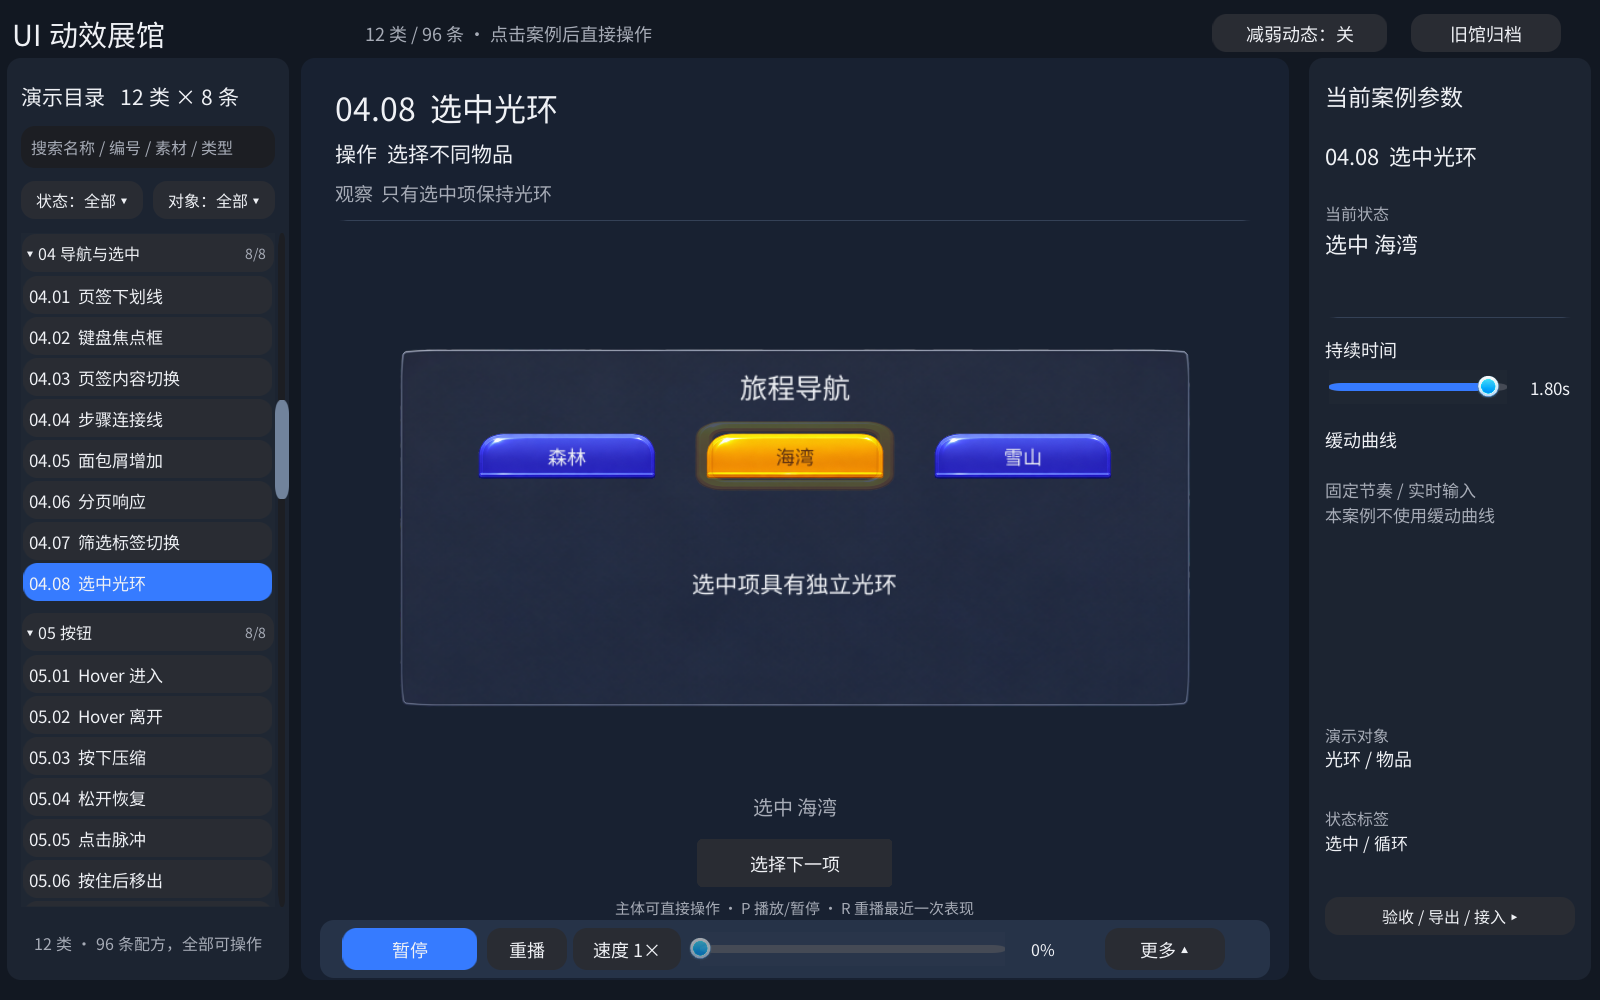 UI 动效展馆
12 类 / 96 条 · 点击案例后直接操作
减弱动态：关
旧馆归档
演示目录 12 类 × 8 条
搜索名称 / 编号 / 素材 / 类型
状态：全部 ▾
对象：全部 ▾
▾ 04 导航与选中 8/8
04.01 页签下划线
04.02 键盘焦点框
04.03 页签内容切换
04.04 步骤连接线
04.05 面包屑增加
04.06 分页响应
04.07 筛选标签切换
04.08 选中光环
▾ 05 按钮 8/8
05.01 Hover 进入
05.02 Hover 离开
05.03 按下压缩
05.04 松开恢复
05.05 点击脉冲
05.06 按住后移出
12 类 · 96 条配方，全部可操作
04.08 选中光环
操作 选择不同物品
观察 只有选中项保持光环
旅程导航
森林
海湾
雪山
选中项具有独立光环
选中 海湾
选择下一项
主体可直接操作 · P 播放/暂停 · R 重播最近一次表现
暂停
重播
速度 1×
0%
更多 ▴
当前案例参数
04.08 选中光环
当前状态
选中 海湾
持续时间
1.80s
缓动曲线
固定节奏 / 实时输入
本案例不使用缓动曲线
演示对象
光环 / 物品
状态标签
选中 / 循环
验收 / 导出 / 接入 ▸